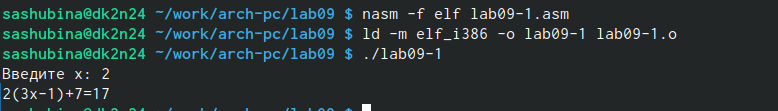 sashubina@dk2n24 ~/work/arch-pc/lab09 $ nasm -f elf lab09-1.asm
sashubina@dk2n24 ~/work/arch-pc/lab09 $ ld -m elf_i386 -o lab09-1 lab09-1.o
sashubina@dk2n24 ~/work/arch-pc/lab09 $ ./lab09-1
Введите x: 2
2(3x-1)+7=17
sashubina@dk2n24 ~/work/arch-pc/lab09 $